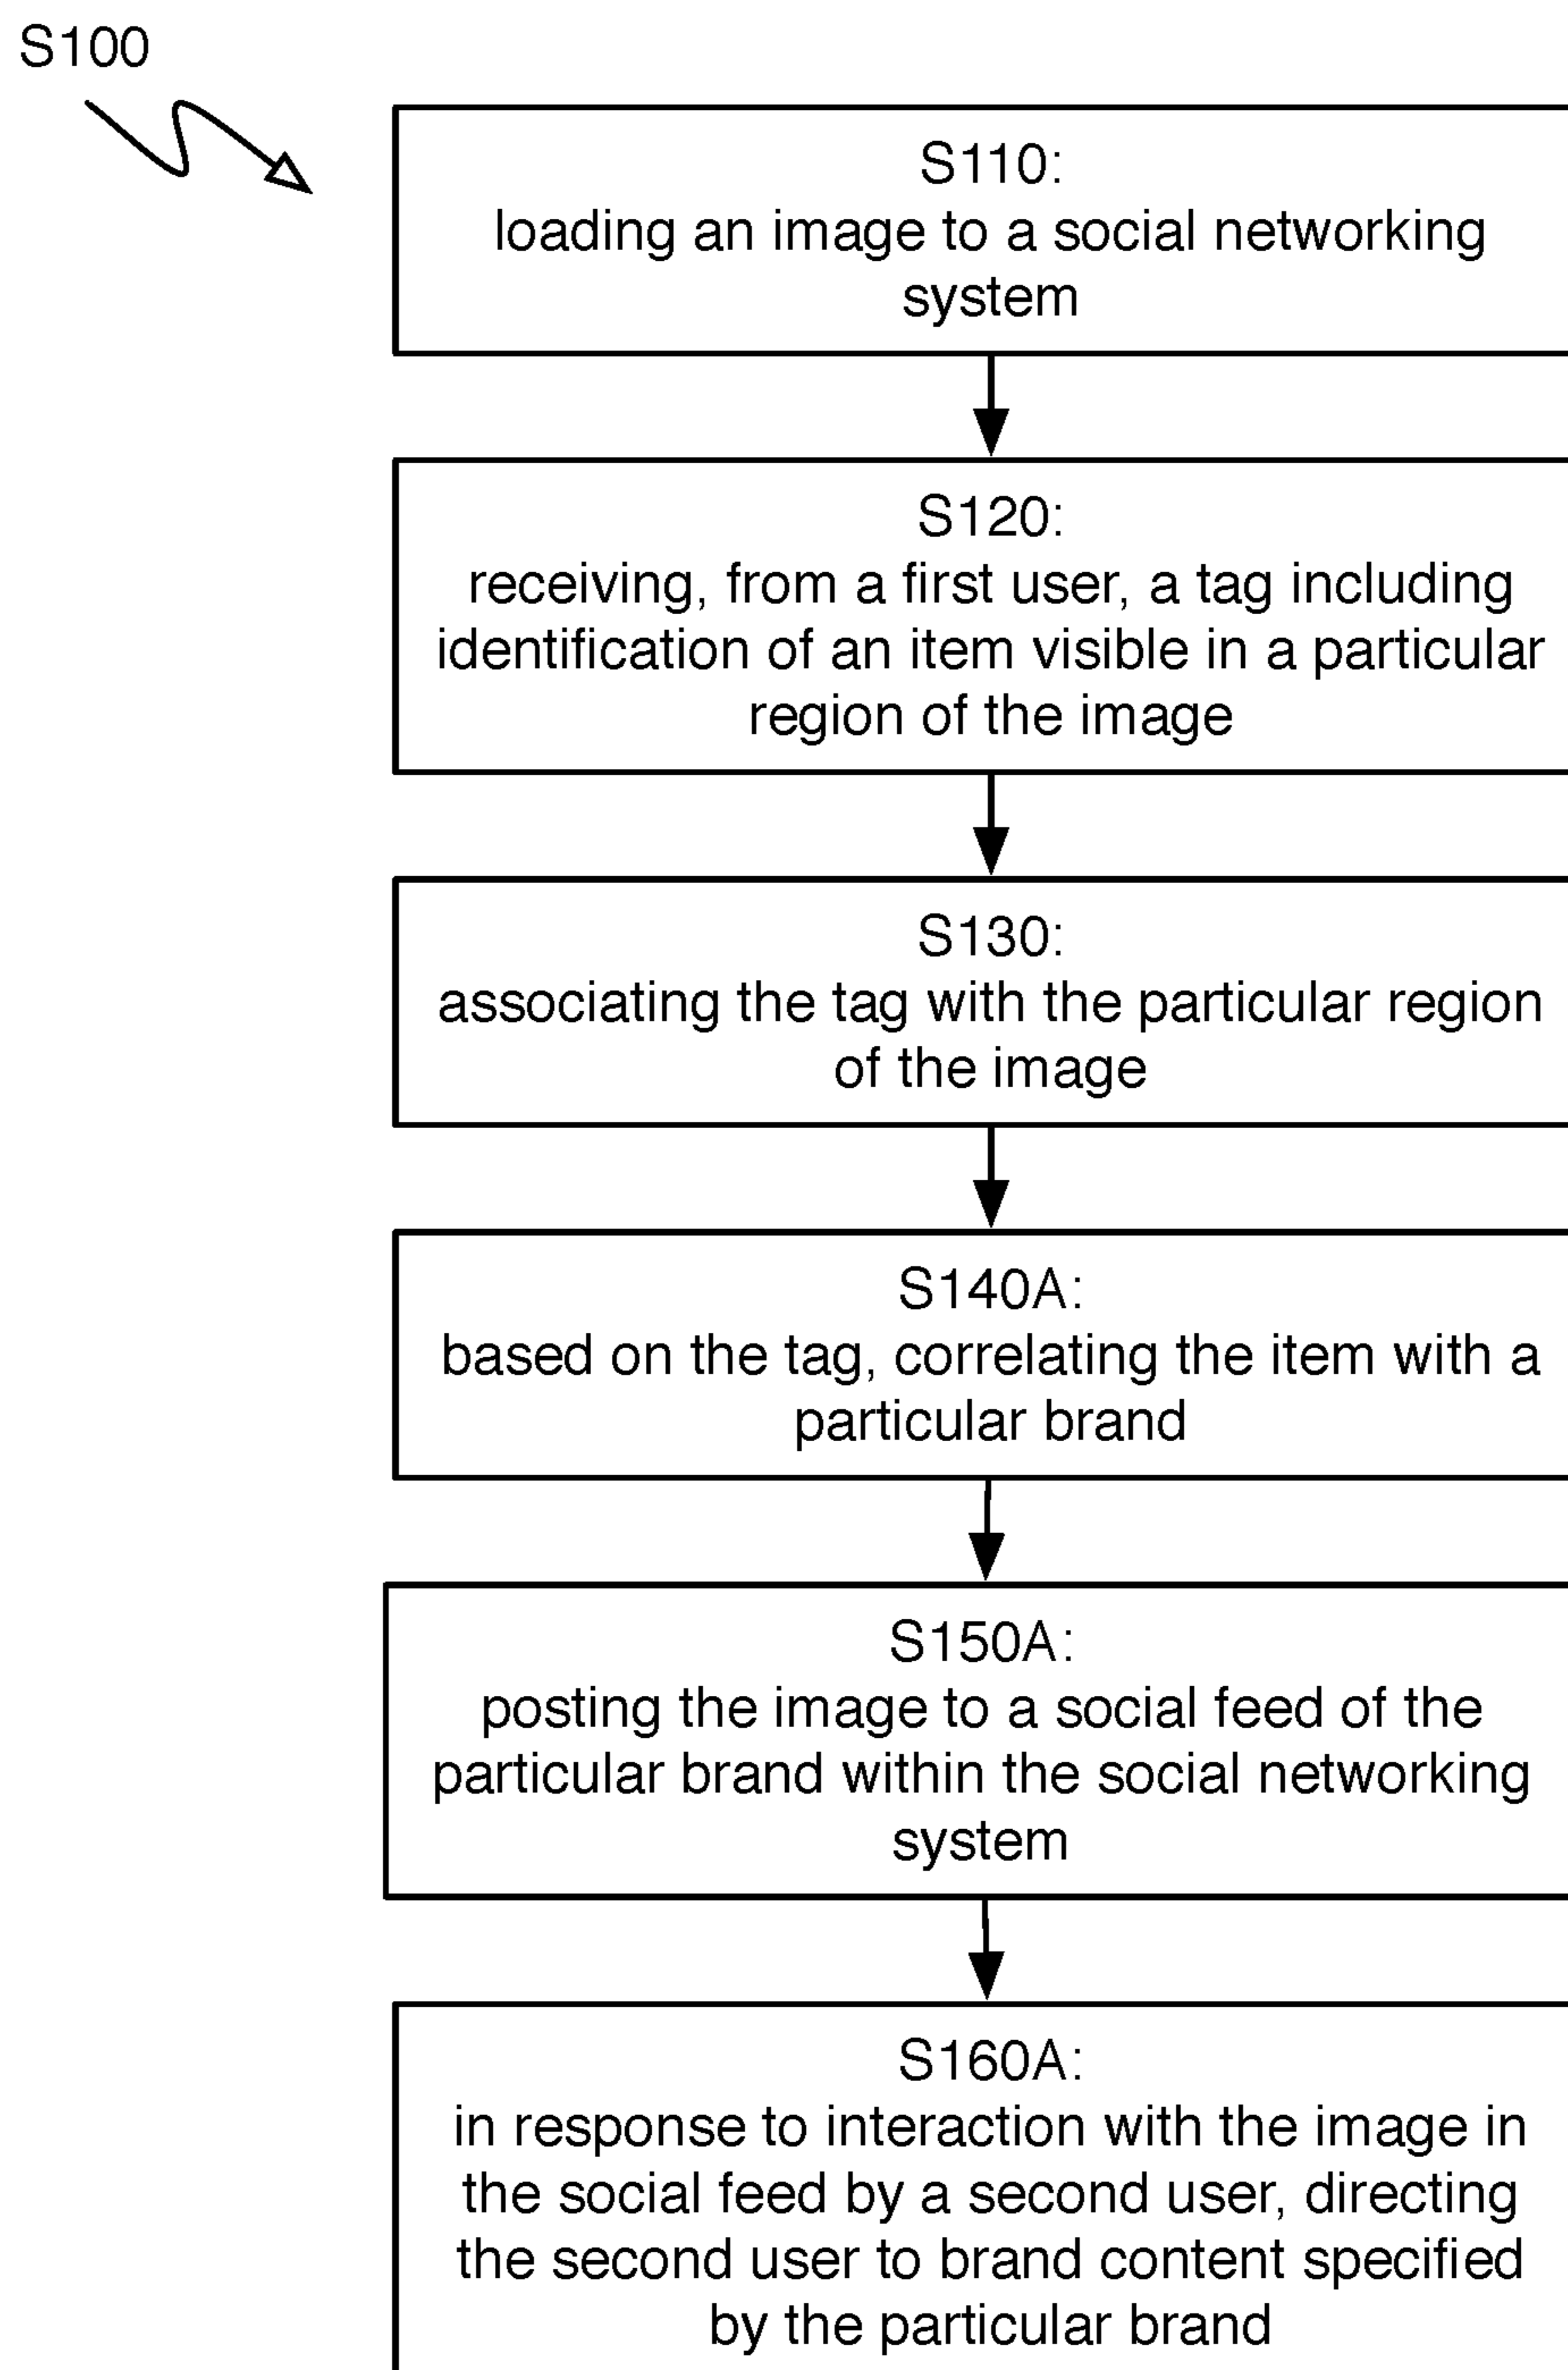 S100
S110:
loading an image to a social networking
system
S120:
receiving, from a first user, a tag including
identification of an item visible in a particular
region of the image
S130:
associating the tag with the particular region
of the image
S140A:
based on the tag, correlating the item with a
particular brand
S150A:
posting the image to a social feed of the
particular brand within the social networking
system
S160A:
in response to interaction with the image in
the social feed by a second user, directing
the second user to brand content specified
by the particular brand